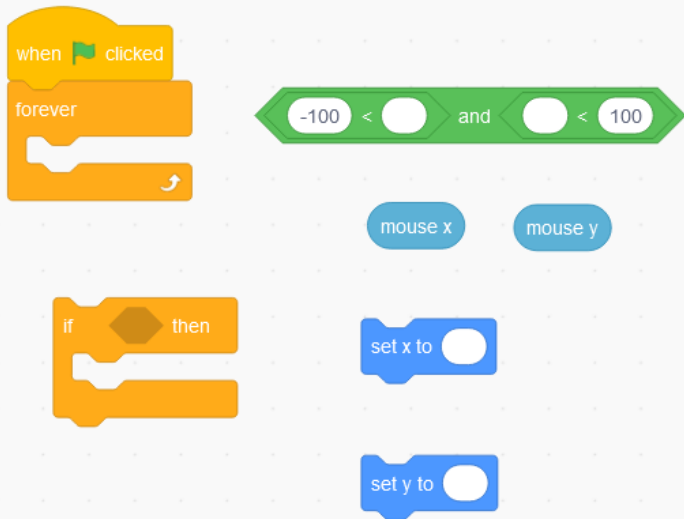 when clicked
forever
-100 < and < 100
mouse x
mouse y
if then
set x to
set y to